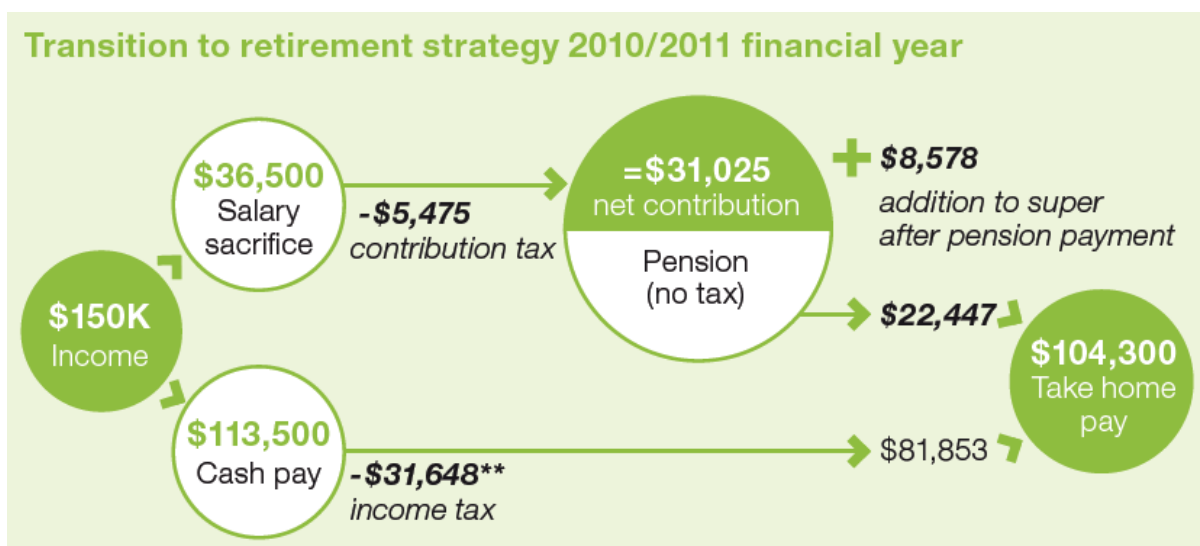 Transition to retirement strategy 2010/2011 financial year
$36,500
Salary
sacrifice
-$5,475
contribution tax
=$31,025
net contribution
Pension
(no tax)
+ $8,578
addition to super
after pension payment
$150K
Income
$22,447
$104,300
Take home
pay
$113,500
Cash pay
-$31,648**
income tax
$81,853